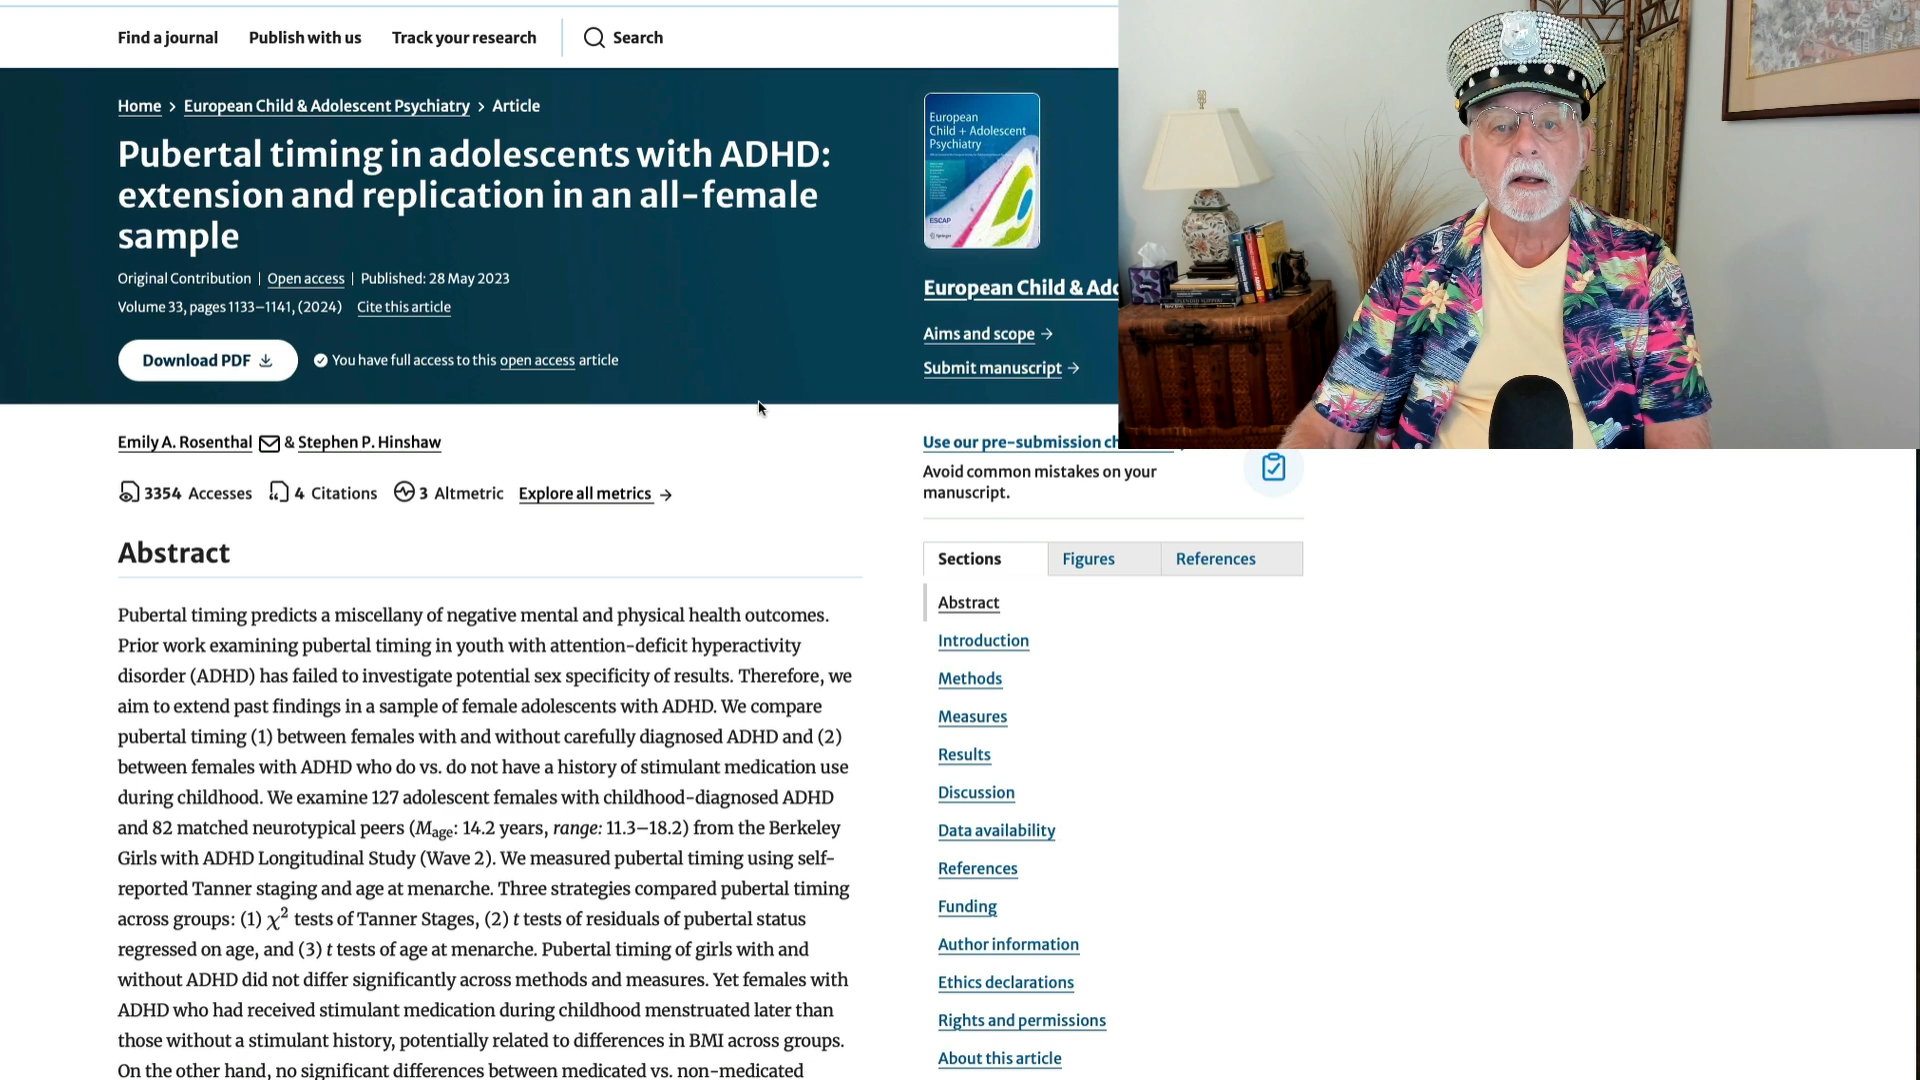 Find a journal Publish with us Track your research Search
Home > European Child & Adolescent Psychiatry > Article
Pubertal timing in adolescents with ADHD:
extension and replication in an all-female
sample
Original Contribution | Open access | Published: 28 May 2023
Volume 33, pages 1133–1141, (2024) Cite this article
Download PDF You have full access to this open access article
European
Child + Adolescent
Psychiatry
ESCAP
European Child & Ado
Aims and scope →
Submit manuscript →
Emily A. Rosenthal & Stephen P. Hinshaw
3354 Accesses 4 Citations 3 Altmetric Explore all metrics →
Abstract
Pubertal timing predicts a miscellany of negative mental and physical health outcomes.
Prior work examining pubertal timing in youth with attention-deficit hyperactivity
disorder (ADHD) has failed to investigate potential sex specificity of results. Therefore, we
aim to extend past findings in a sample of female adolescents with ADHD. We compare
pubertal timing (1) between females with and without carefully diagnosed ADHD and (2)
between females with ADHD who do vs. do not have a history of stimulant medication use
during childhood. We examine 127 adolescent females with childhood-diagnosed ADHD
and 82 matched neurotypical peers (Mage: 14.2 years, range: 11.3–18.2) from the Berkeley
Girls with ADHD Longitudinal Study (Wave 2). We measured pubertal timing using self-
reported Tanner staging and age at menarche. Three strategies compared pubertal timing
across groups: (1) χ² tests of Tanner Stages, (2) t tests of residuals of pubertal status
regressed on age, and (3) t tests of age at menarche. Pubertal timing of girls with and
without ADHD did not differ significantly across methods and measures. Yet females with
ADHD who had received stimulant medication during childhood menstruated later than
those without a stimulant history, potentially related to differences in BMI across groups.
On the other hand, no significant differences between medicated vs. non-medicated
Use our pre-submission ch
Avoid common mistakes on your
manuscript.
Sections Figures References
Abstract
Introduction
Methods
Measures
Results
Discussion
Data availability
References
Funding
Author information
Ethics declarations
Rights and permissions
About this article